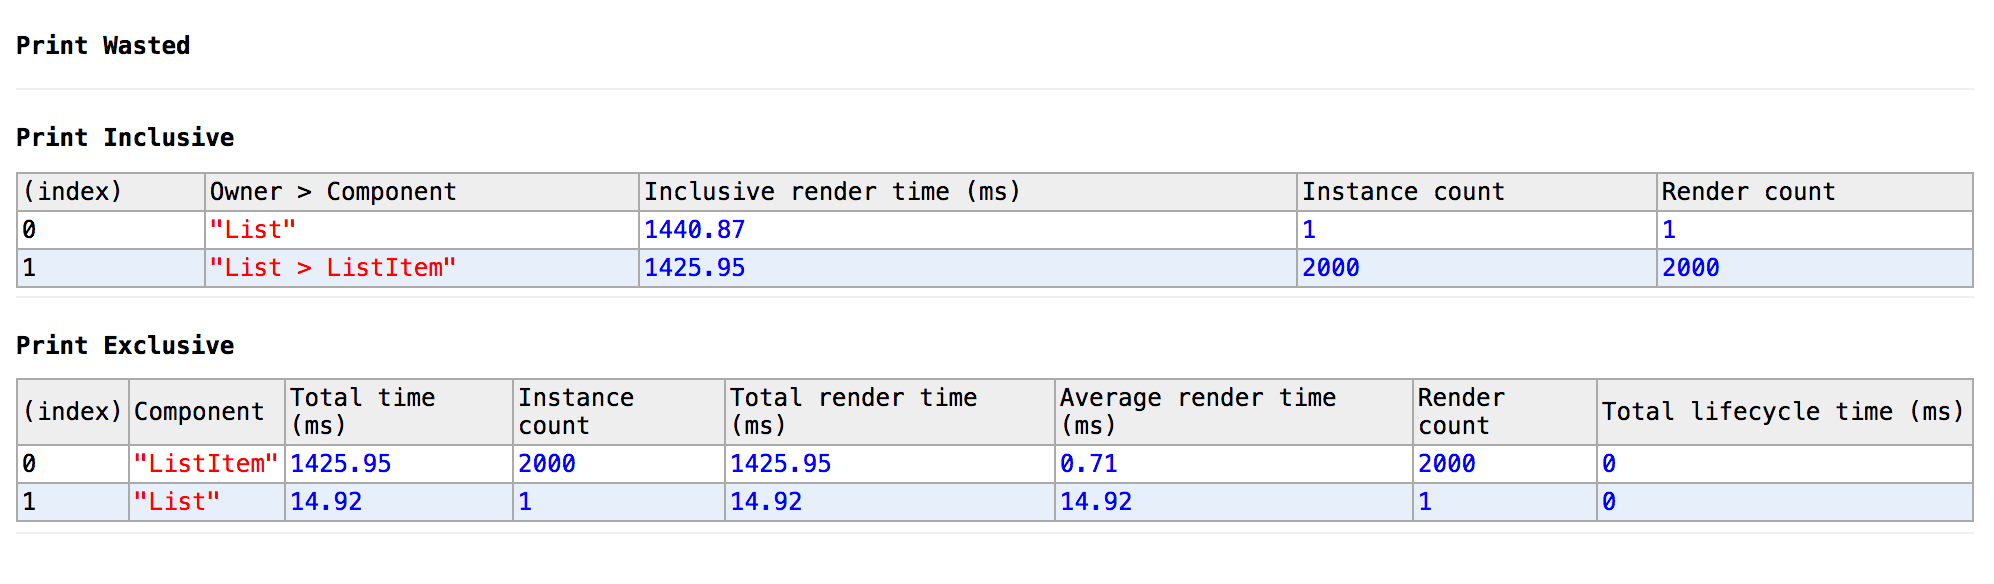 Print Wasted
Print Inclusive
(index) Owner > Component Inclusive render time (ms) Instance count Render count
0 "List" 1440.87 1 1
1 "List > ListItem" 1425.95 2000 2000
Print Exclusive
(index) Component Total time (ms) Instance count Total render time (ms) Average render time (ms) Render count Total lifecycle time (ms)
0 "ListItem" 1425.95 2000 1425.95 0.71 2000 0
1 "List" 14.92 1 14.92 14.92 1 0